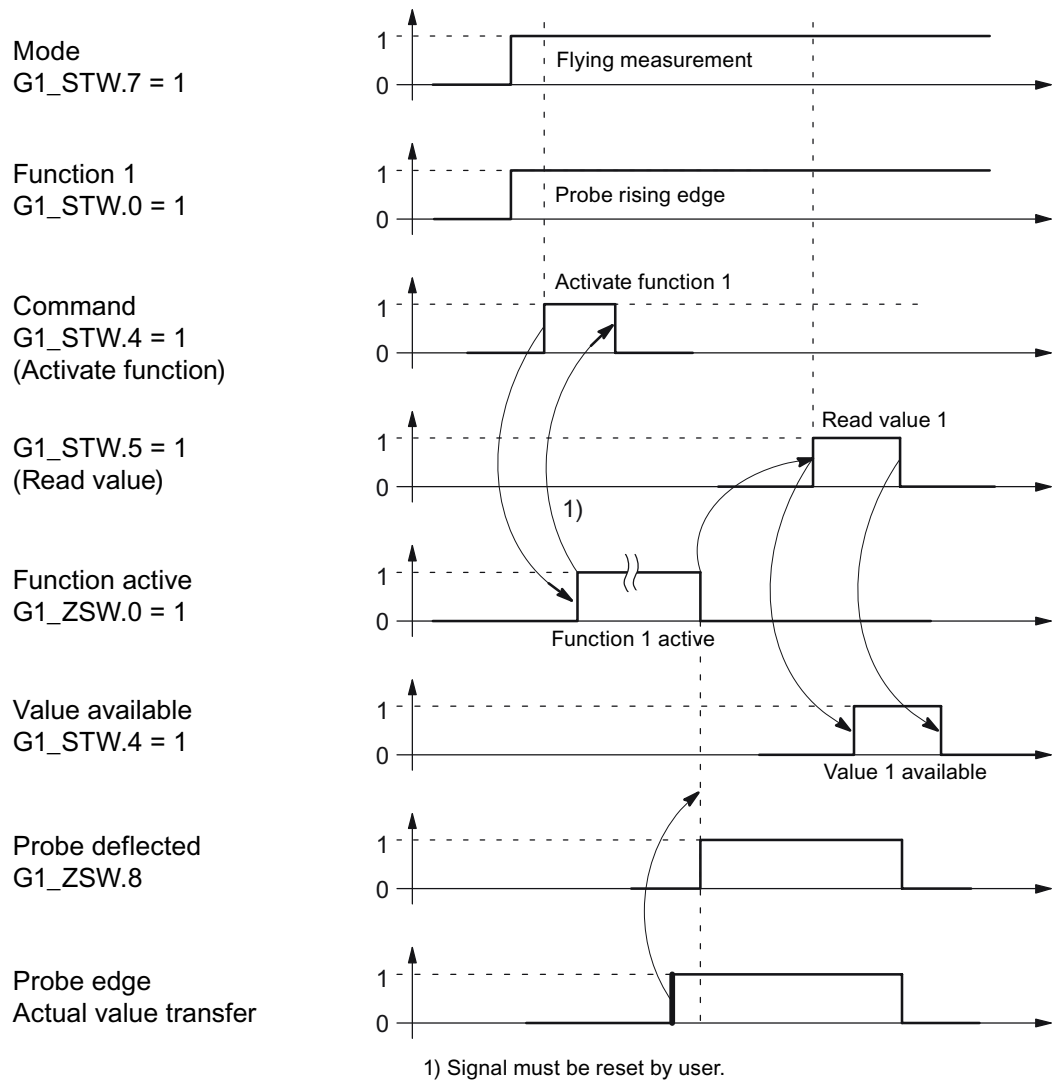 Mode
G1_STW.7 = 1
1
0
Flying measurement
Function 1
G1_STW.0 = 1
1
0
Probe rising edge
Command
G1_STW.4 = 1
(Activate function)
Activate function 1
1
0
G1_STW.5 = 1
(Read value)
Read value 1
1
0
1)
Function active
G1_ZSW.0 = 1
1
0
Function 1 active
Value available
G1_STW.4 = 1
1
0
Value 1 available
Probe deflected
G1_ZSW.8
1
0
Probe edge
Actual value transfer
1
0
1) Signal must be reset by user.